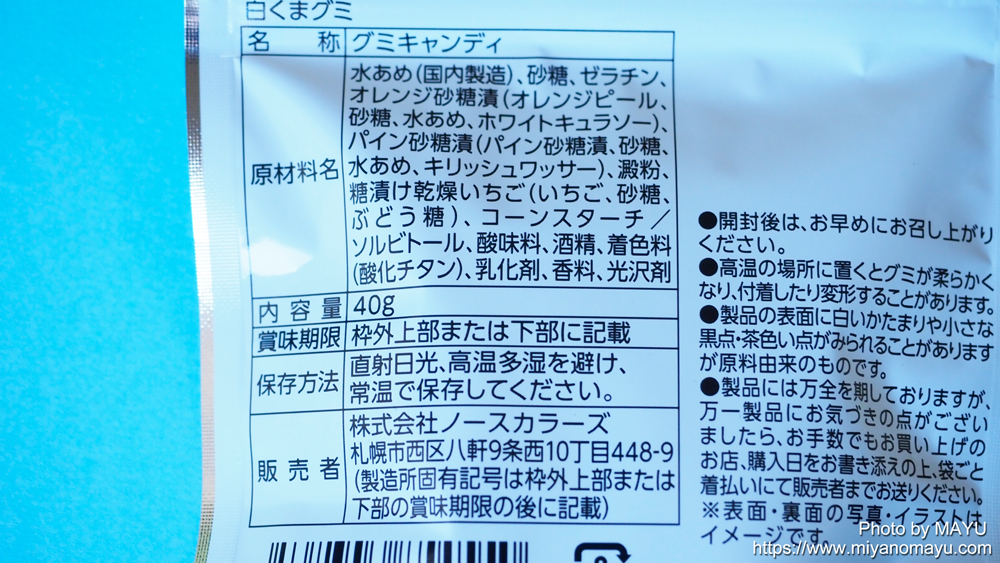 白くまグミ
名称 グミキャンディ
原材料名
水あめ(国内製造)、砂糖、ゼラチン、
オレンジ砂糖漬(オレンジピール、
砂糖、水あめ、ホワイトキュラソー)、
パイン砂糖漬(パイン砂糖漬、砂糖、
水あめ、キリッシュワッサー)、澱粉、
糖漬け乾燥いちご(いちご、砂糖、
ぶどう糖)、コーンスターチ/
ソルビトール、酸味料、酒精、着色料
(酸化チタン)、乳化剤、香料、光沢剤
内容量 40g
賞味期限 枠外上部または下部に記載
保存方法
直射日光、高温多湿を避け、
常温で保存してください。
販売者
株式会社ノースカラーズ
札幌市西区八軒9条西10丁目448-9
(製造所固有記号は枠外上部または
下部の賞味期限の後に記載)
●開封後は、お早めにお召し上がり
ください。
●高温の場所に置くとグミが柔らかく
なり、付着したり変形することがあります。
●製品の表面に白いかたまりや小さな
黒点・茶色い点がみられることがあります
が原料由来のものです。
●製品には万全を期しておりますが、
万一製品にお気づきの点がござい
ましたら、お手数でもお買い上げの
お店、購入日をお書き添えの上、袋ごと
着払いにて販売者までお送りください。
※表面・裏面の写真・イラストは
イメージです。
Photo by MAYU
https://www.miyanomayu.com/